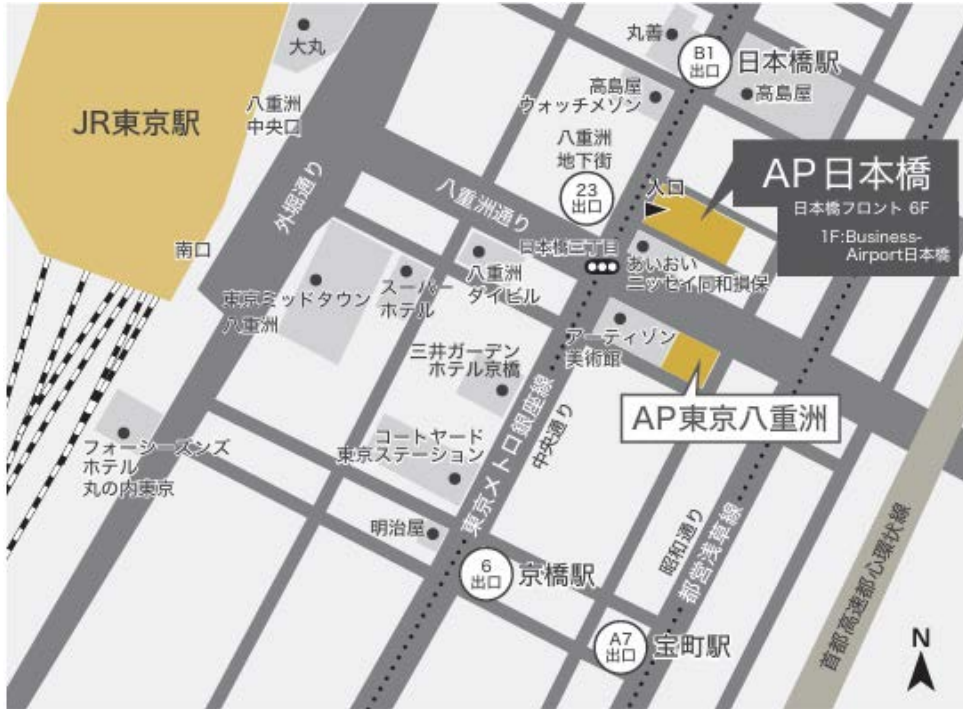 大丸
丸善
B1
出口
日本橋駅
JR東京駅
八重洲
中央口
高島屋
ウォッチメゾン
高島屋
八重洲
地下街
23
出口
入口
AP日本橋
日本橋フロント 6F
1F:Business-
Airport日本橋
外堀通り
八重洲通り
南口
日本橋三丁目
あいおい
ニッセイ同和損保
東京ミッドタウン
八重洲
スーパー
ホテル
八重洲
ダイビル
アーティゾン
美術館
三井ガーデン
ホテル京橋
AP東京八重洲
コートヤード
東京ステーション
東京メトロ銀座線
中央通り
フォーシーズンズ
ホテル
丸の内東京
明治屋
6
出口
京橋駅
昭和通り
都営浅草線
首都高速都心環状線
A7
出口
宝町駅
N